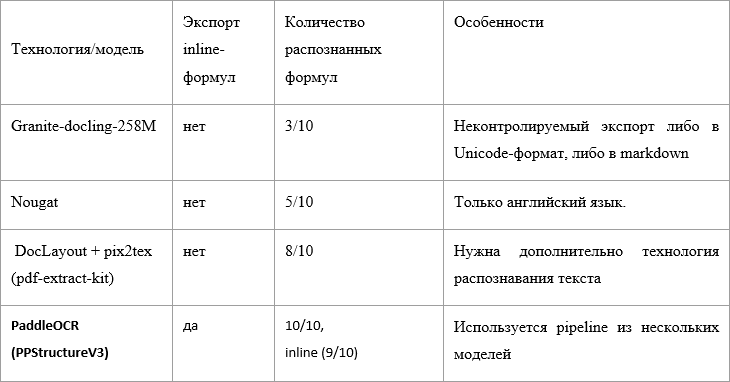 Технология/модель
Экспорт
inline-
формул
Количество
распознанных
формул
Особенности
Granite-docling-258M
нет
3/10
Неконтролируемый экспорт либо в
Unicode-формат, либо в markdown
Nougat
нет
5/10
Только английский язык.
DocLayout + pix2tex
(pdf-extract-kit)
нет
8/10
Нужна дополнительно технология
распознавания текста
PaddleOCR
(PPStructureV3)
да
10/10,
inline (9/10)
Используется pipeline из нескольких
моделей